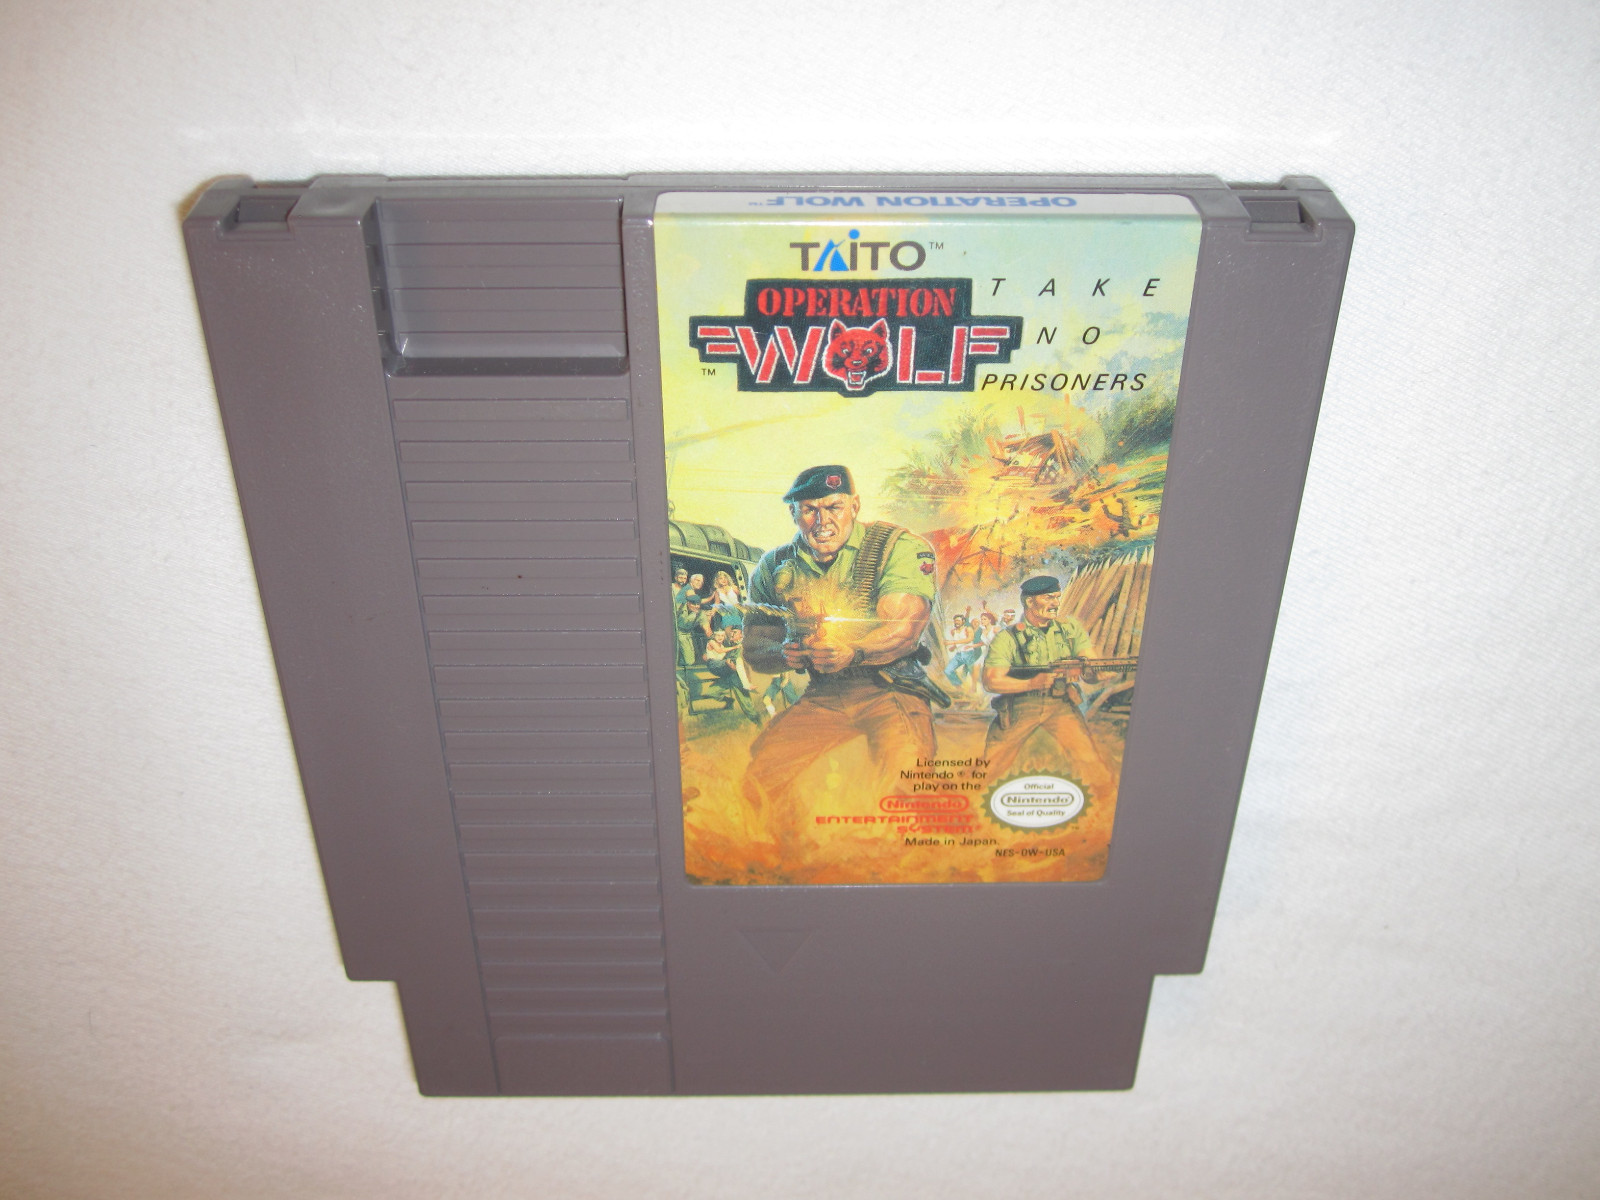 OPERATION WOLF™
TAiTO™
OPERATION
WOLF
™
TAKE
NO
PRISONERS
Licensed by
Nintendo® for
play on the
Nintendo
ENTERTAINMENT
SYSTEM®
Made in Japan.
Official
Nintendo
Seal of Quality
NES-OW-USA